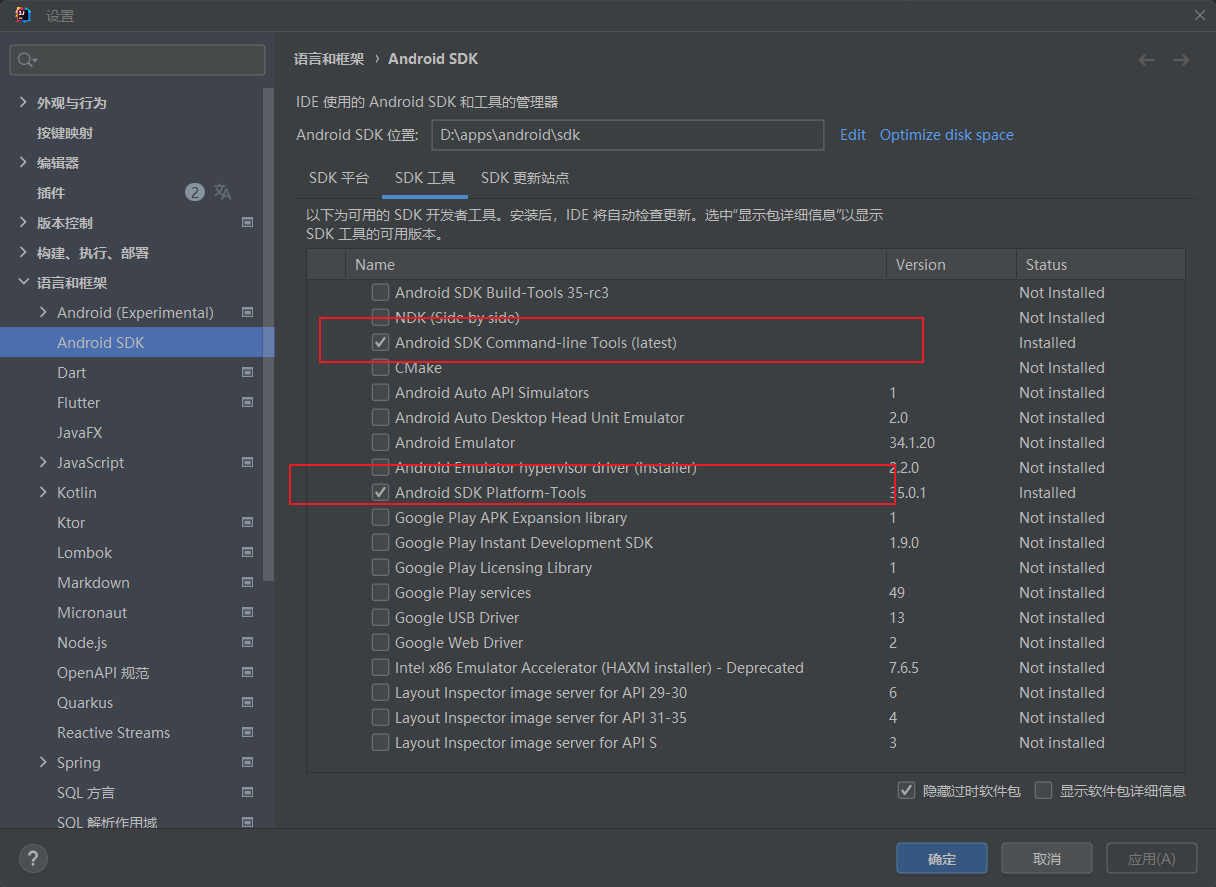 设置
语言和框架 › Android SDK
外观与行为
按键映射
编辑器
插件 2
版本控制
构建、执行、部署
语言和框架
Android (Experimental)
Android SDK
Dart
Flutter
JavaFX
JavaScript
Kotlin
Ktor
Lombok
Markdown
Micronaut
Node.js
OpenAPI 规范
Quarkus
Reactive Streams
Spring
SQL 方言
SQL 解析作用域
IDE 使用的 Android SDK 和工具的管理器
Android SDK 位置: D:\apps\android\sdk Edit Optimize disk space
SDK 平台 SDK 工具 SDK 更新站点
以下为可用的 SDK 开发者工具。安装后，IDE 将自动检查更新。选中“显示包详细信息”以显示
SDK 工具的可用版本。
Name Version Status
Android SDK Build-Tools 35-rc3 Not Installed
NDK (Side by side) Not Installed
Android SDK Command-line Tools (latest) Installed
CMake Not Installed
Android Auto API Simulators 1 Not installed
Android Auto Desktop Head Unit Emulator 2.0 Not installed
Android Emulator 34.1.20 Not installed
Android Emulator hypervisor driver (installer) 2.2.0 Not installed
Android SDK Platform-Tools 35.0.1 Installed
Google Play APK Expansion library 1 Not installed
Google Play Instant Development SDK 1.9.0 Not installed
Google Play Licensing Library 1 Not installed
Google Play services 49 Not installed
Google USB Driver 13 Not installed
Google Web Driver 2 Not installed
Intel x86 Emulator Accelerator (HAXM installer) - Deprecated 7.6.5 Not installed
Layout Inspector image server for API 29-30 6 Not installed
Layout Inspector image server for API 31-35 4 Not installed
Layout Inspector image server for API S 3 Not installed
隐藏过时软件包 显示软件包详细信息
? 确定 取消 应用(A)